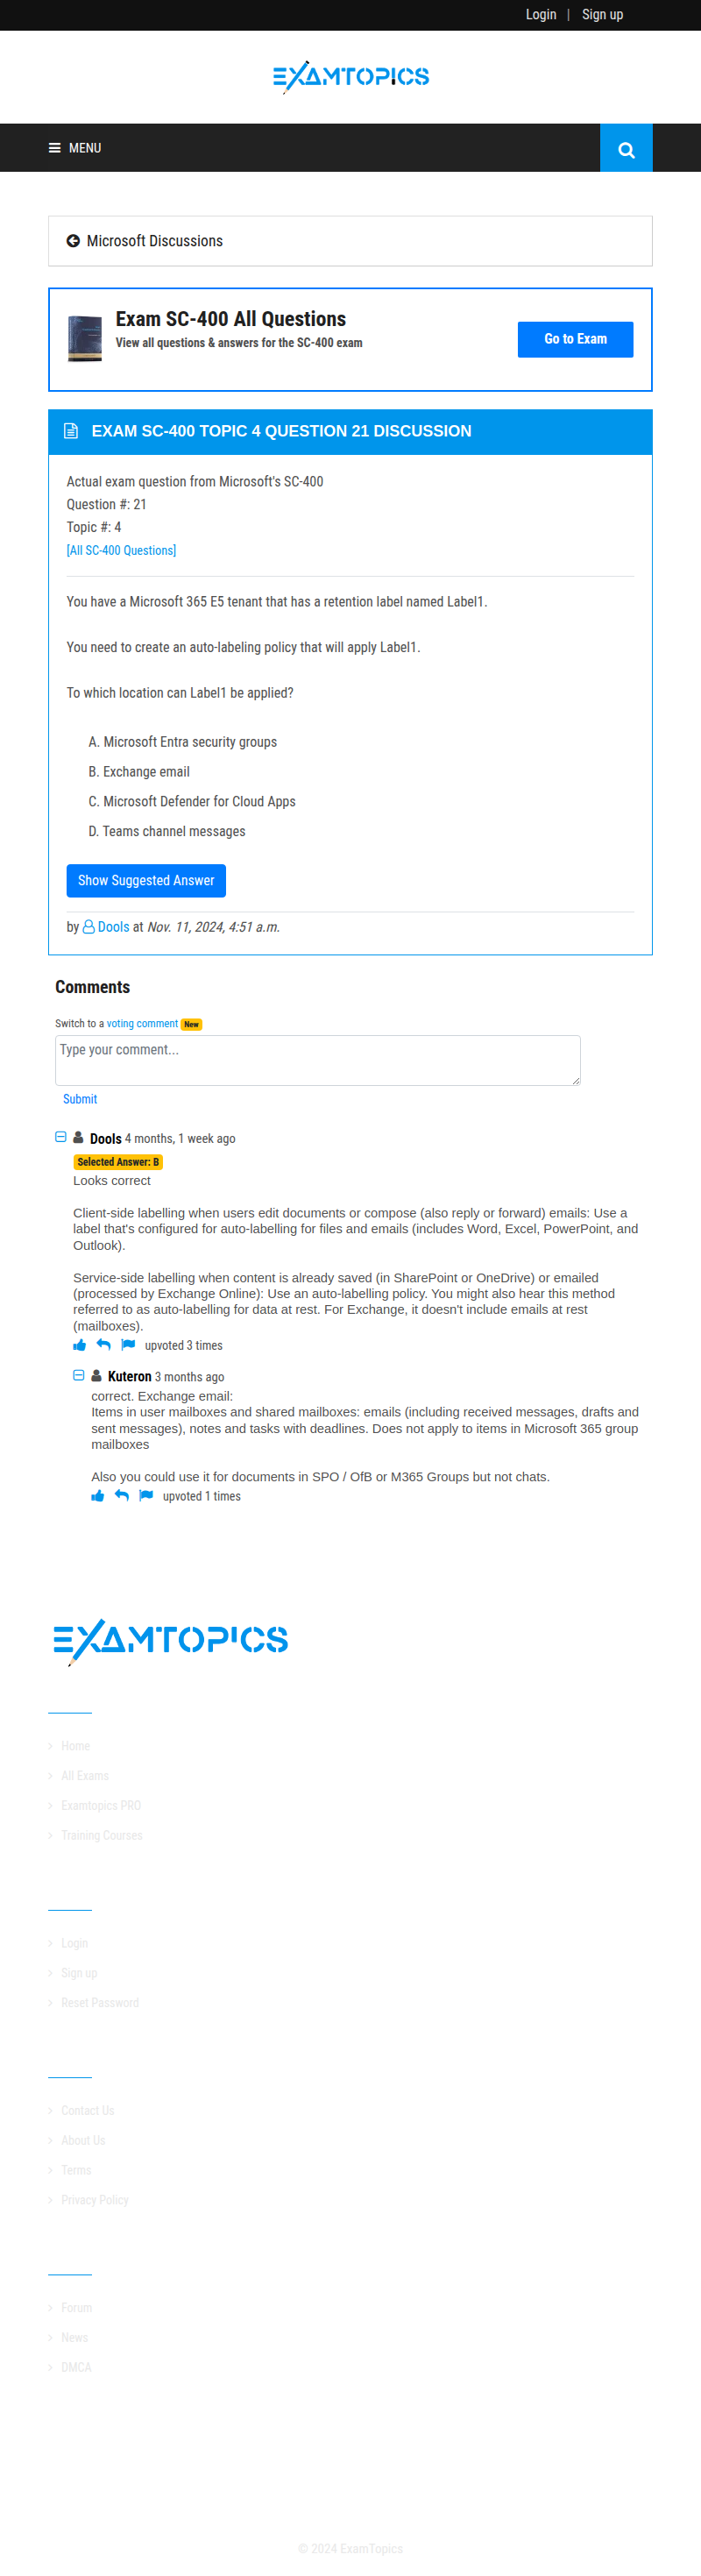 Login | Sign up
EXAMTOPICS
MENU
Microsoft Discussions
Exam SC-400 All Questions
View all questions & answers for the SC-400 exam
Go to Exam
EXAM SC-400 TOPIC 4 QUESTION 21 DISCUSSION
Actual exam question from Microsoft's SC-400
Question #: 21
Topic #: 4
[All SC-400 Questions]
You have a Microsoft 365 E5 tenant that has a retention label named Label1.
You need to create an auto-labeling policy that will apply Label1.
To which location can Label1 be applied?
A. Microsoft Entra security groups
B. Exchange email
C. Microsoft Defender for Cloud Apps
D. Teams channel messages
Show Suggested Answer
by Dools at Nov. 11, 2024, 4:51 a.m.
Comments
Switch to a voting comment New
Type your comment...
Submit
Dools 4 months, 1 week ago
Selected Answer: B
Looks correct
Client-side labelling when users edit documents or compose (also reply or forward) emails: Use a
label that's configured for auto-labelling for files and emails (includes Word, Excel, PowerPoint, and
Outlook).
Service-side labelling when content is already saved (in SharePoint or OneDrive) or emailed
(processed by Exchange Online): Use an auto-labelling policy. You might also hear this method
referred to as auto-labelling for data at rest. For Exchange, it doesn't include emails at rest
(mailboxes).
upvoted 3 times
Kuteron 3 months ago
correct. Exchange email:
Items in user mailboxes and shared mailboxes: emails (including received messages, drafts and
sent messages), notes and tasks with deadlines. Does not apply to items in Microsoft 365 group
mailboxes
Also you could use it for documents in SPO / OfB or M365 Groups but not chats.
upvoted 1 times
EXAMTOPICS
Home
All Exams
Examtopics PRO
Training Courses
Login
Sign up
Reset Password
Contact Us
About Us
Terms
Privacy Policy
Forum
News
DMCA
© 2024 ExamTopics